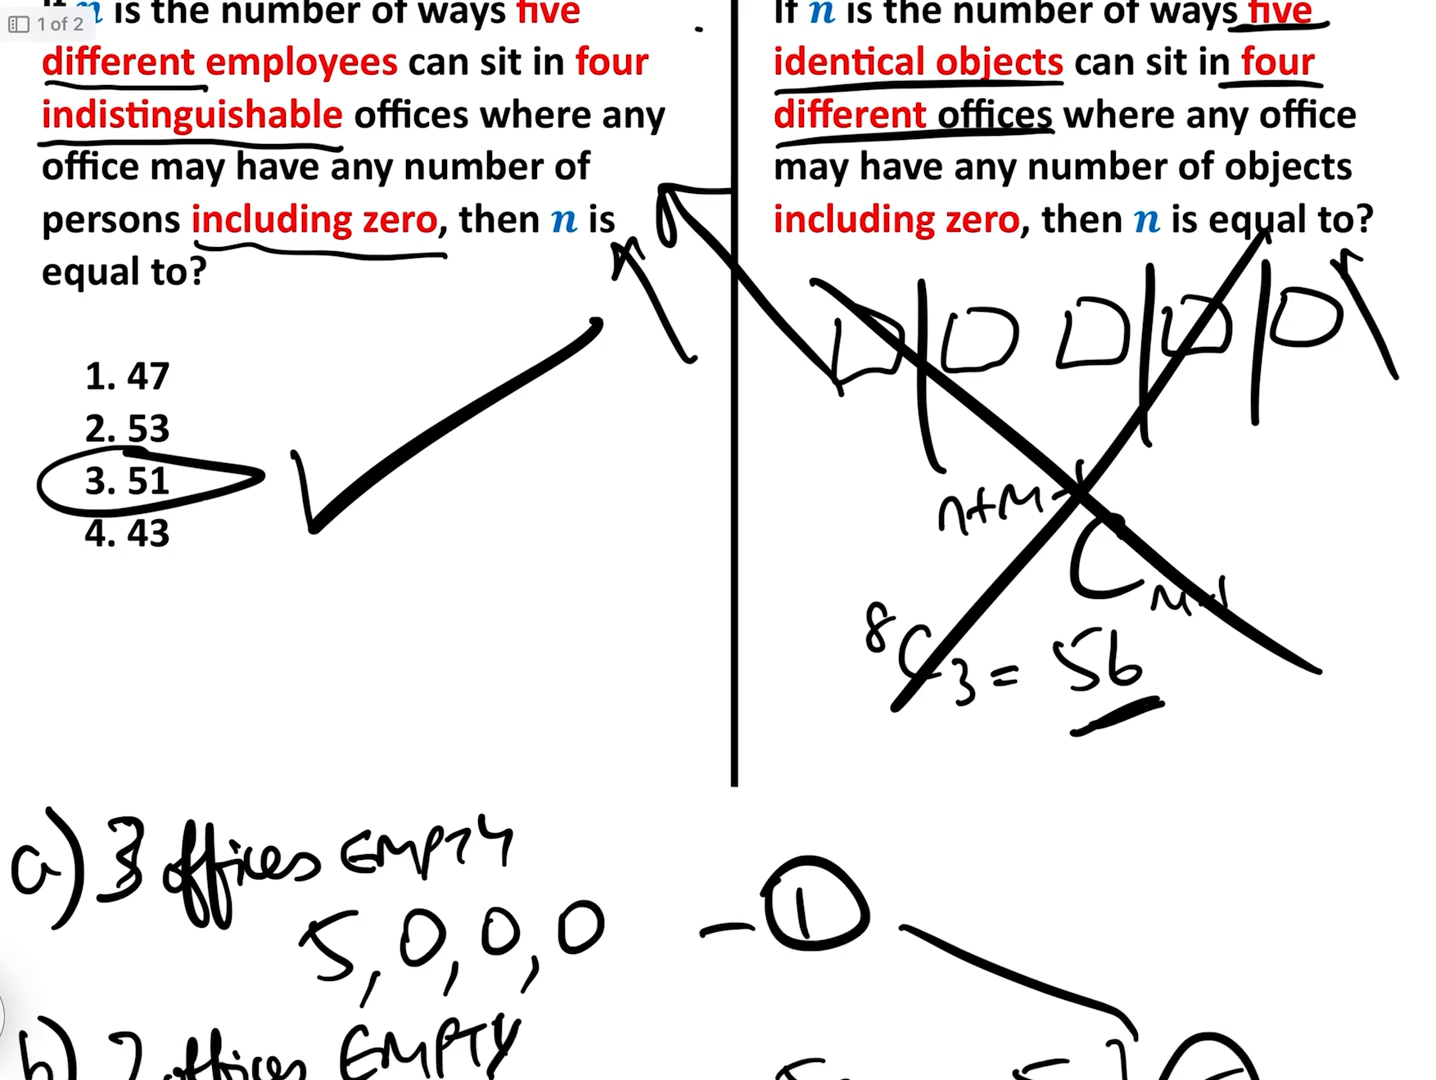 1 of 2
If n is the number of ways five
different employees can sit in four
indistinguishable offices where any
office may have any number of
persons including zero, then n is
equal to?
1. 47
2. 53
3. 51
4. 43
If n is the number of ways five
identical objects can sit in four
different offices where any office
may have any number of objects
including zero, then n is equal to?
n+M-1
C
M-1
8C3 = 56
a) 3 offices EMPTY
5, 0, 0, 0 - 1
b) 2 offices EMPTY